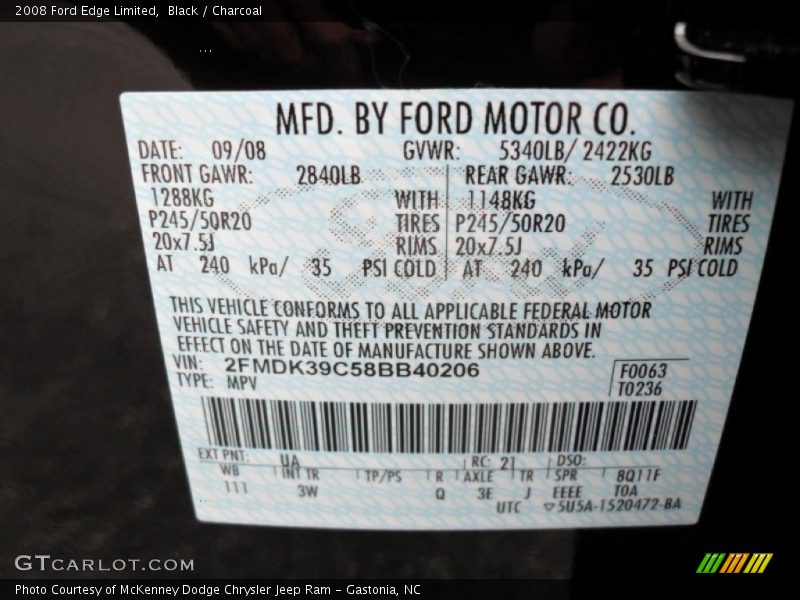 2008 Ford Edge Limited, Black / Charcoal
MFD. BY FORD MOTOR CO.
DATE: 09/08 GVWR: 5340LB/ 2422KG
FRONT GAWR: 2840LB REAR GAWR: 2530LB
1288KG WITH 1148KG WITH
P245/50R20 TIRES P245/50R20 TIRES
20x7.5J RIMS 20x7.5J RIMS
AT 240 kPa/ 35 PSI COLD AT 240 kPa/ 35 PSI COLD
THIS VEHICLE CONFORMS TO ALL APPLICABLE FEDERAL MOTOR
VEHICLE SAFETY AND THEFT PREVENTION STANDARDS IN
EFFECT ON THE DATE OF MANUFACTURE SHOWN ABOVE.
VIN: 2FMDK39C58BB40206 F0063
TYPE: MPV T0236
EXT PNT: UA RC: 21 DSO:
WB INT TR TP/PS R AXLE TR SPR 8Q11F
111 3W Q 3E J EEEE TOA
UTC ▽5U5A-1520472-BA
GTCARLOT.COM
Photo Courtesy of McKenney Dodge Chrysler Jeep Ram - Gastonia, NC